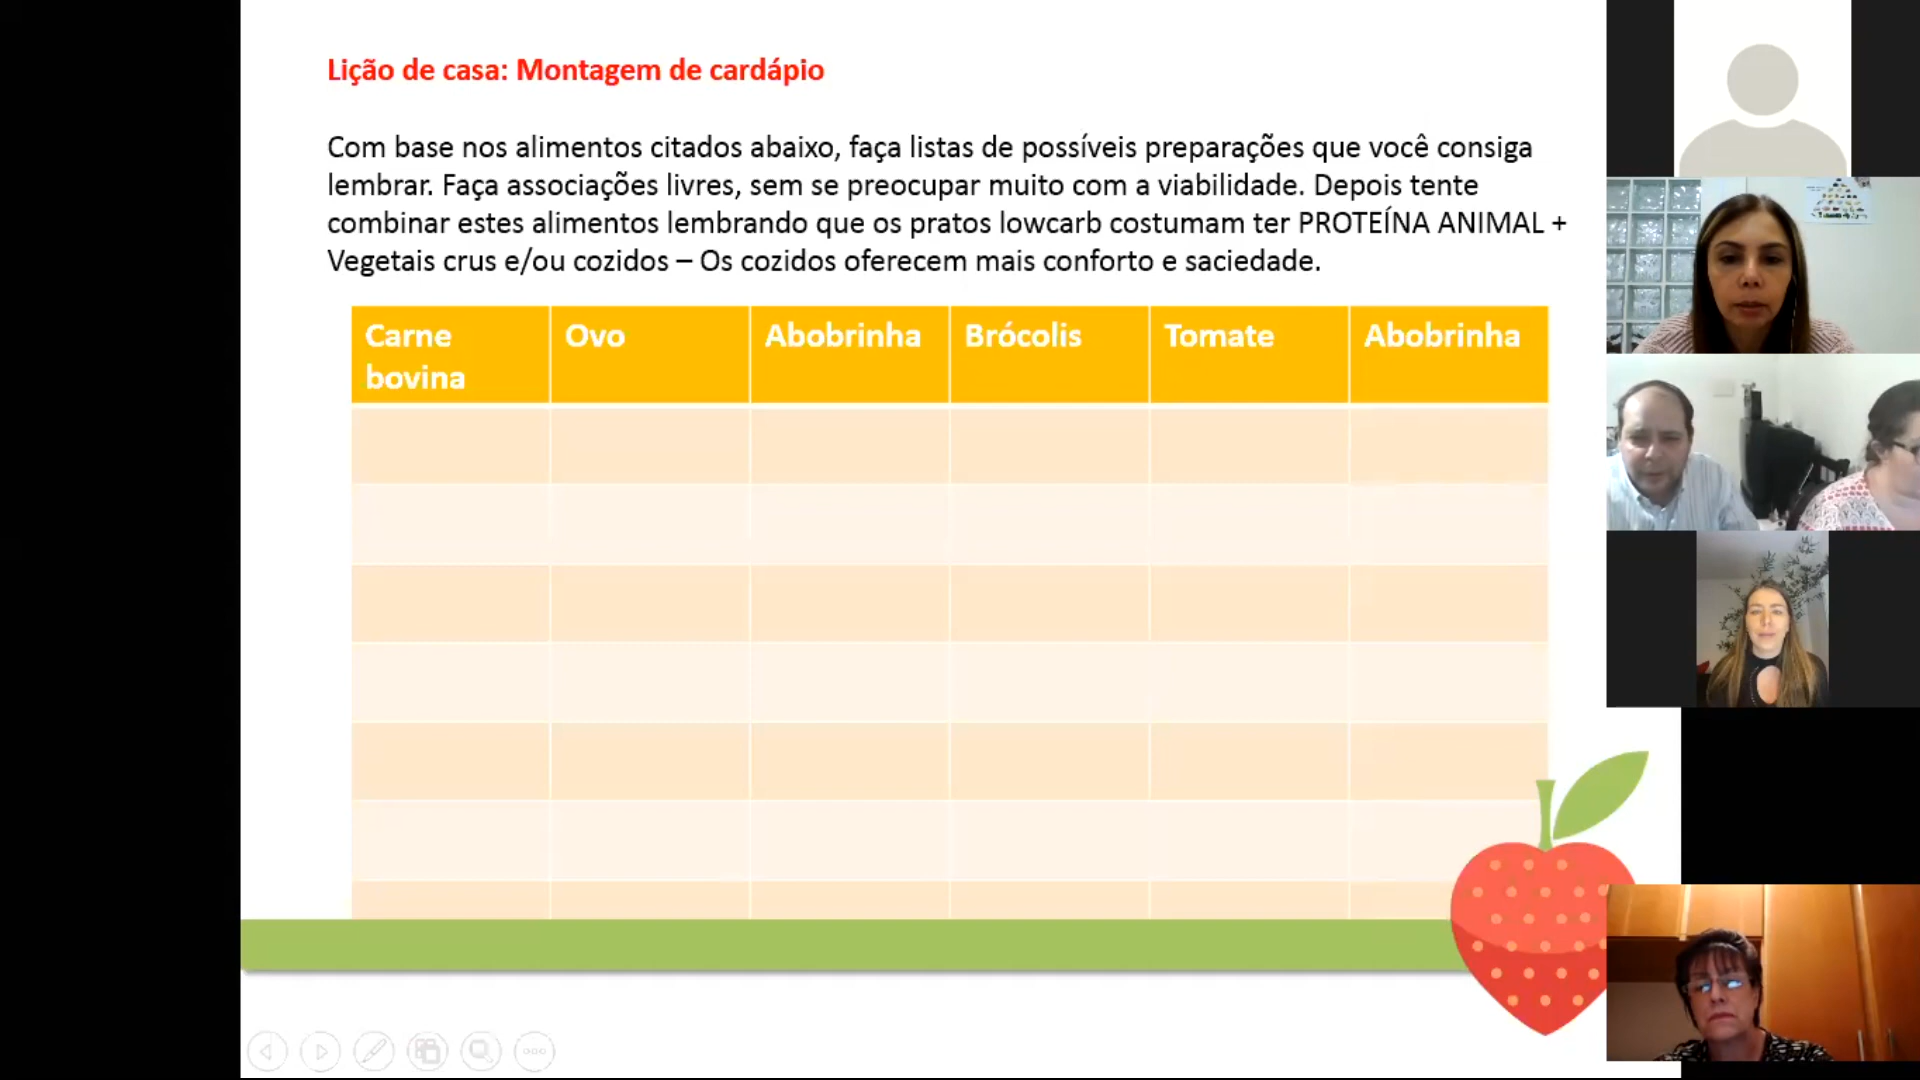 Lição de casa: Montagem de cardápio
Com base nos alimentos citados abaixo, faça listas de possíveis preparações que você consiga
lembrar. Faça associações livres, sem se preocupar muito com a viabilidade. Depois tente
combinar estes alimentos lembrando que os pratos lowcarb costumam ter PROTEÍNA ANIMAL +
Vegetais crus e/ou cozidos – Os cozidos oferecem mais conforto e saciedade.
Carne
bovina
Ovo
Abobrinha
Brócolis
Tomate
Abobrinha